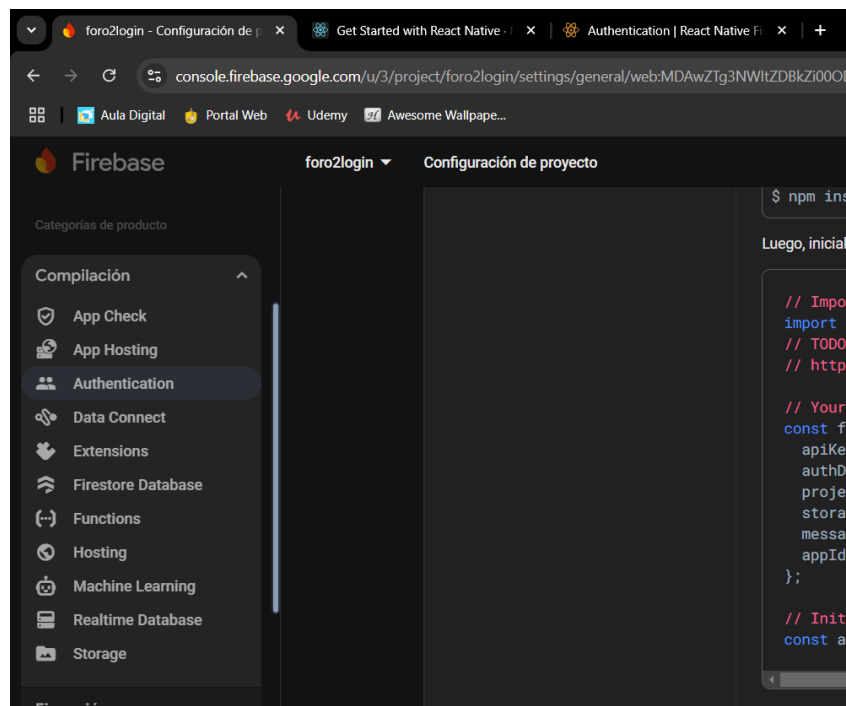 foro2login - Configuración de p
Get Started with React Native ·
Authentication | React Native Fi
console.firebase.google.com/u/3/project/foro2login/settings/general/web:MDAwZTg3NWItZDBkZi00O
Aula Digital
Portal Web
Udemy
Awesome Wallpape...
Firebase
foro2login
Configuración de proyecto
$ npm ins
Categorías de producto
Luego, inicial
Compilación
App Check
App Hosting
Authentication
Data Connect
Extensions
Firestore Database
Functions
Hosting
Machine Learning
Realtime Database
Storage
// Impo
import
// TODO
// http
// Your
const f
apiKe
authD
proje
stora
messa
appId
};
// Init
const a